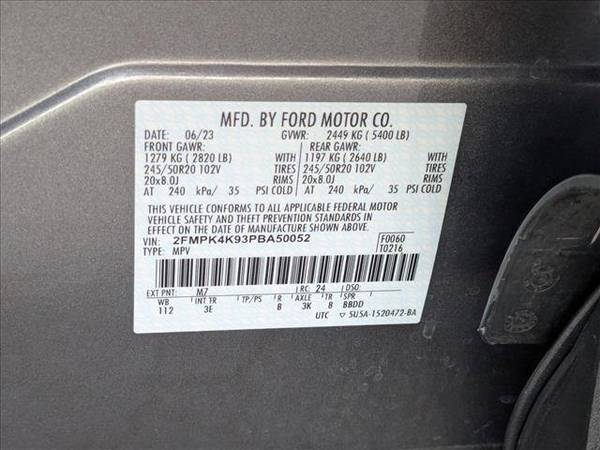 MFD. BY FORD MOTOR CO.
DATE: 06/23 GVWR: 2449 KG ( 5400 LB)
FRONT GAWR: REAR GAWR:
1279 KG ( 2820 LB) WITH 1197 KG ( 2640 LB) WITH
245/50R20 102V TIRES 245/50R20 102V TIRES
20x8.0J RIMS 20x8.0J RIMS
AT 240 kPa/ 35 PSI COLD AT 240 kPa/ 35 PSI COLD
THIS VEHICLE CONFORMS TO ALL APPLICABLE FEDERAL MOTOR
VEHICLE SAFETY AND THEFT PREVENTION STANDARDS IN
EFFECT ON THE DATE OF MANUFACTURE SHOWN ABOVE.
VIN: 2FMPK4K93PBA50052 F0060
TYPE: MPV T0216
EXT PNT: M7 RC: 24 DSO:
WB INT TR TP/PS R AXLE TR SPR
112 3E 8 3K 8 BBDD
UTC 5U5A-1520472-BA